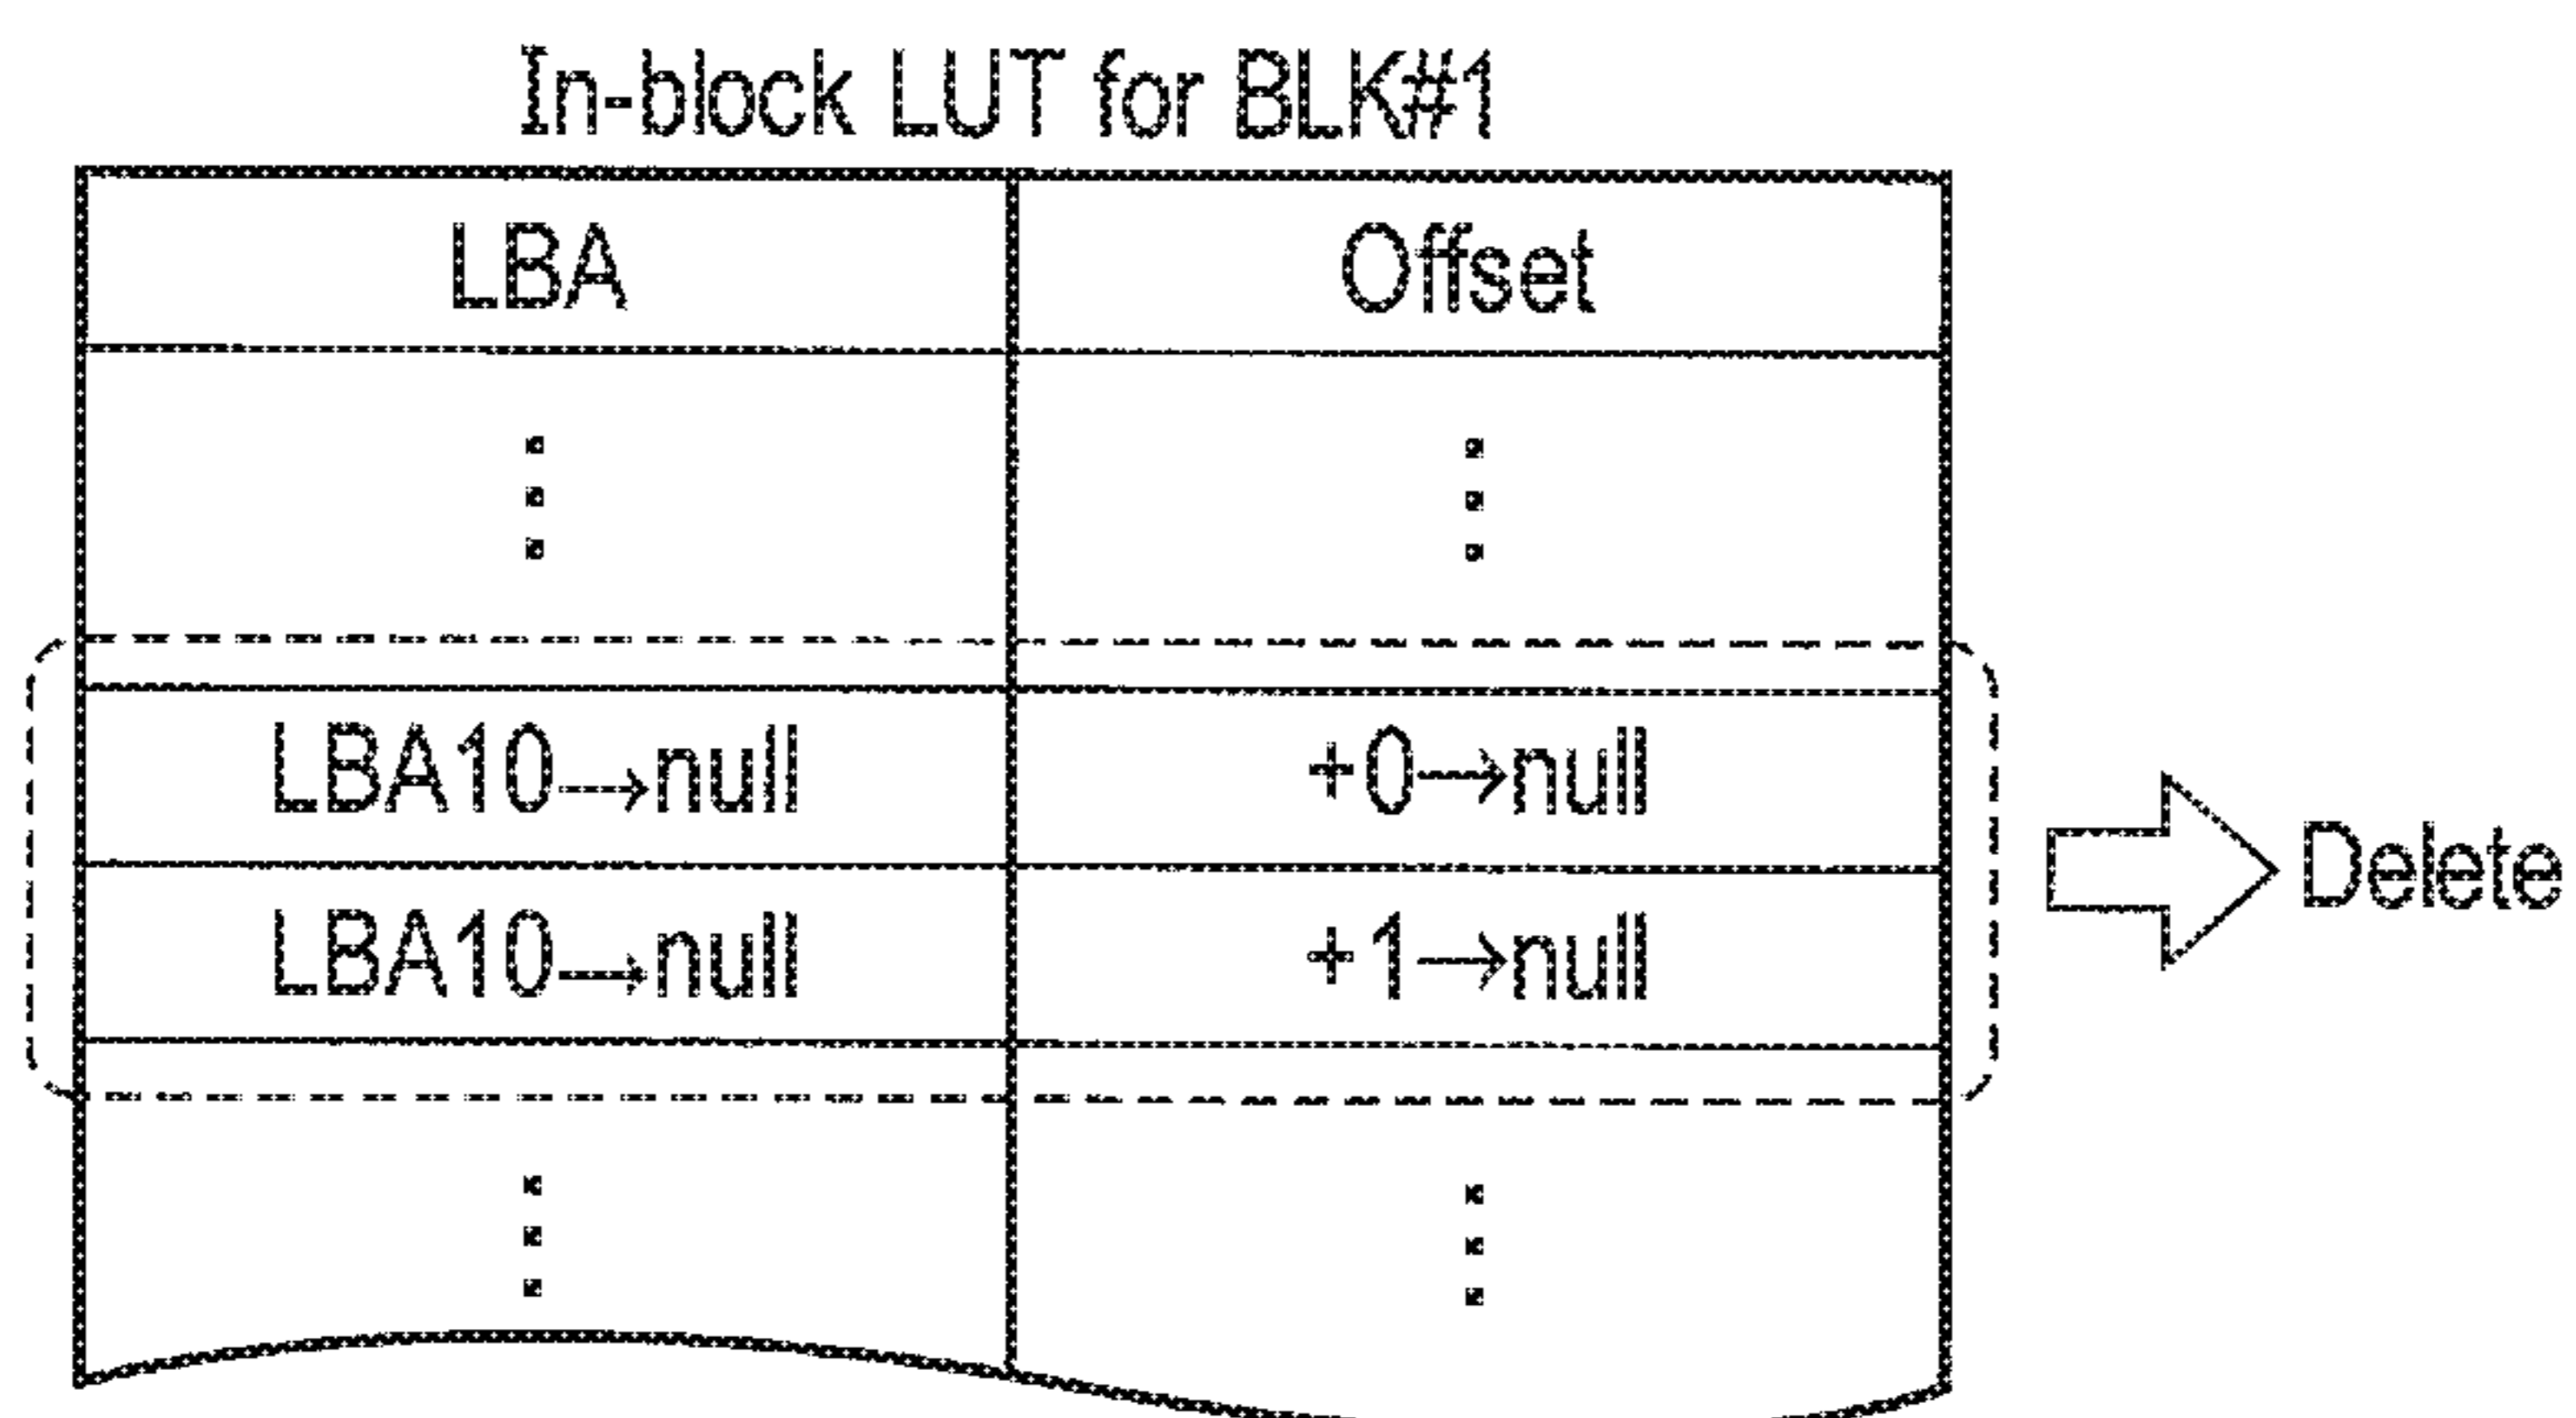 In-block LUT for BLK#1
LBA Offset
LBA10→null +0→null
Delete
LBA10→null +1→null